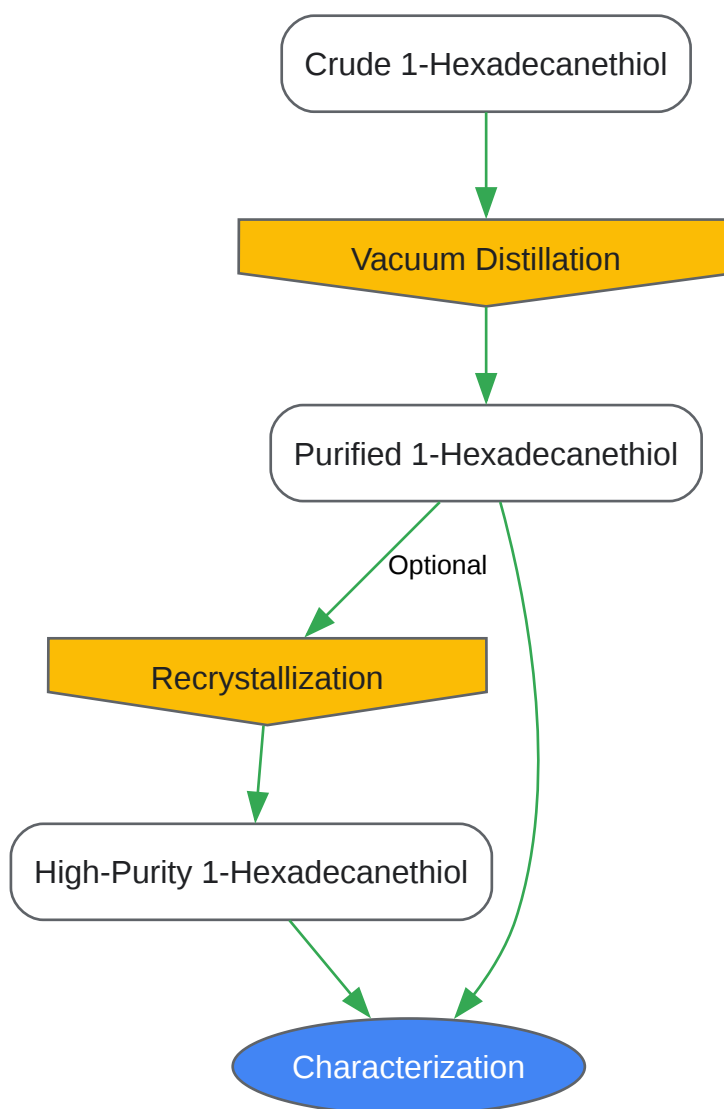 Crude 1-Hexadecanethiol
Vacuum Distillation
Purified 1-Hexadecanethiol
Optional
Recrystallization
High-Purity 1-Hexadecanethiol
Characterization